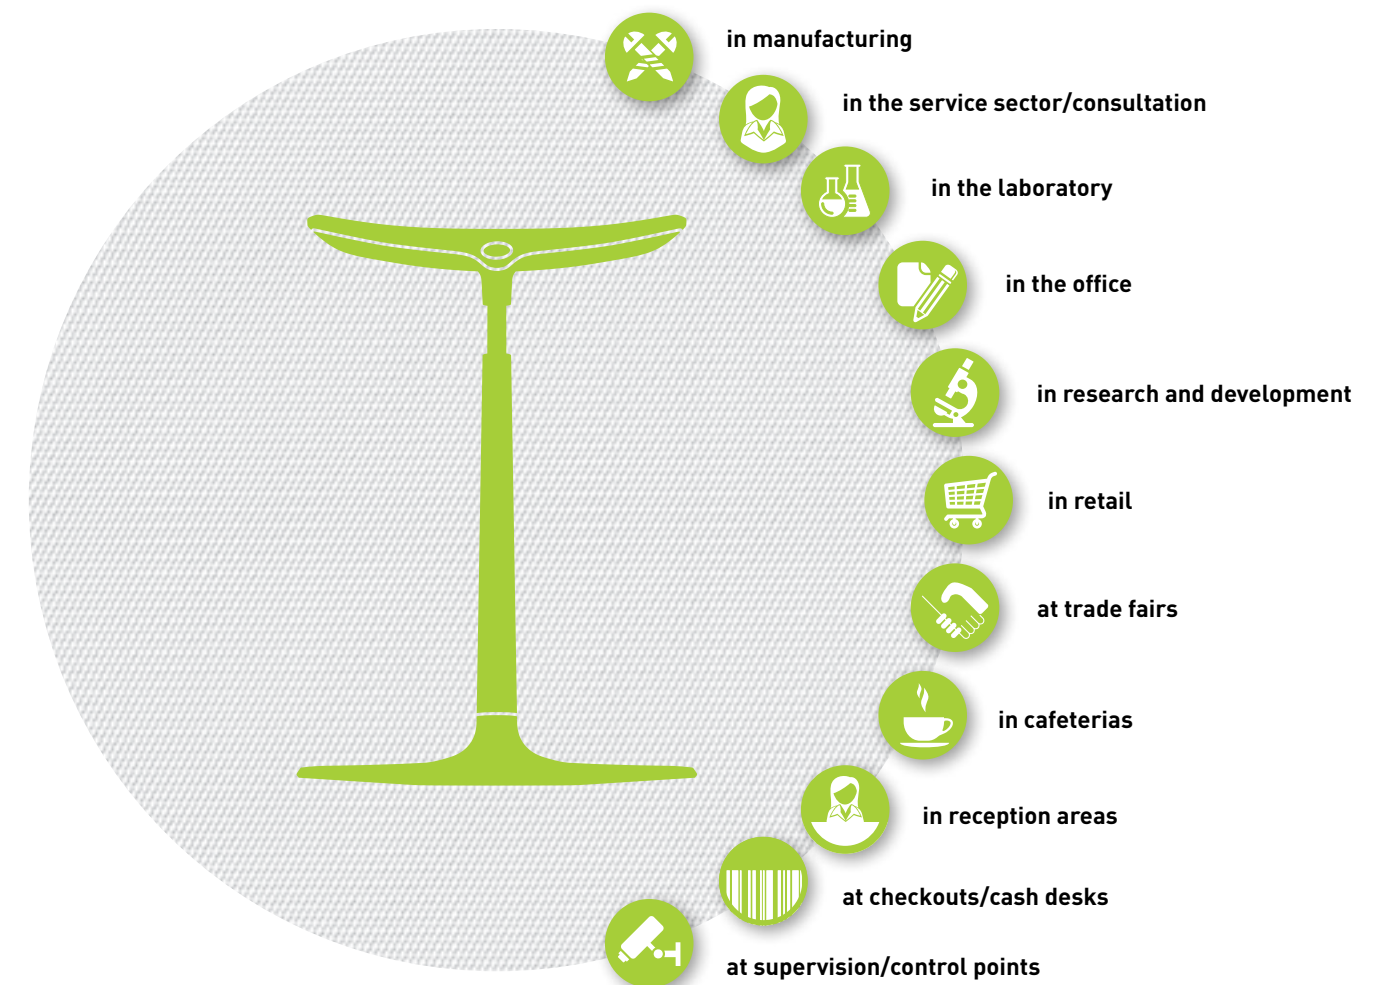 in manufacturing
in the service sector/consultation
in the laboratory
in the office
in research and development
in retail
at trade fairs
in cafeterias
in reception areas
at checkouts/cash desks
at supervision/control points